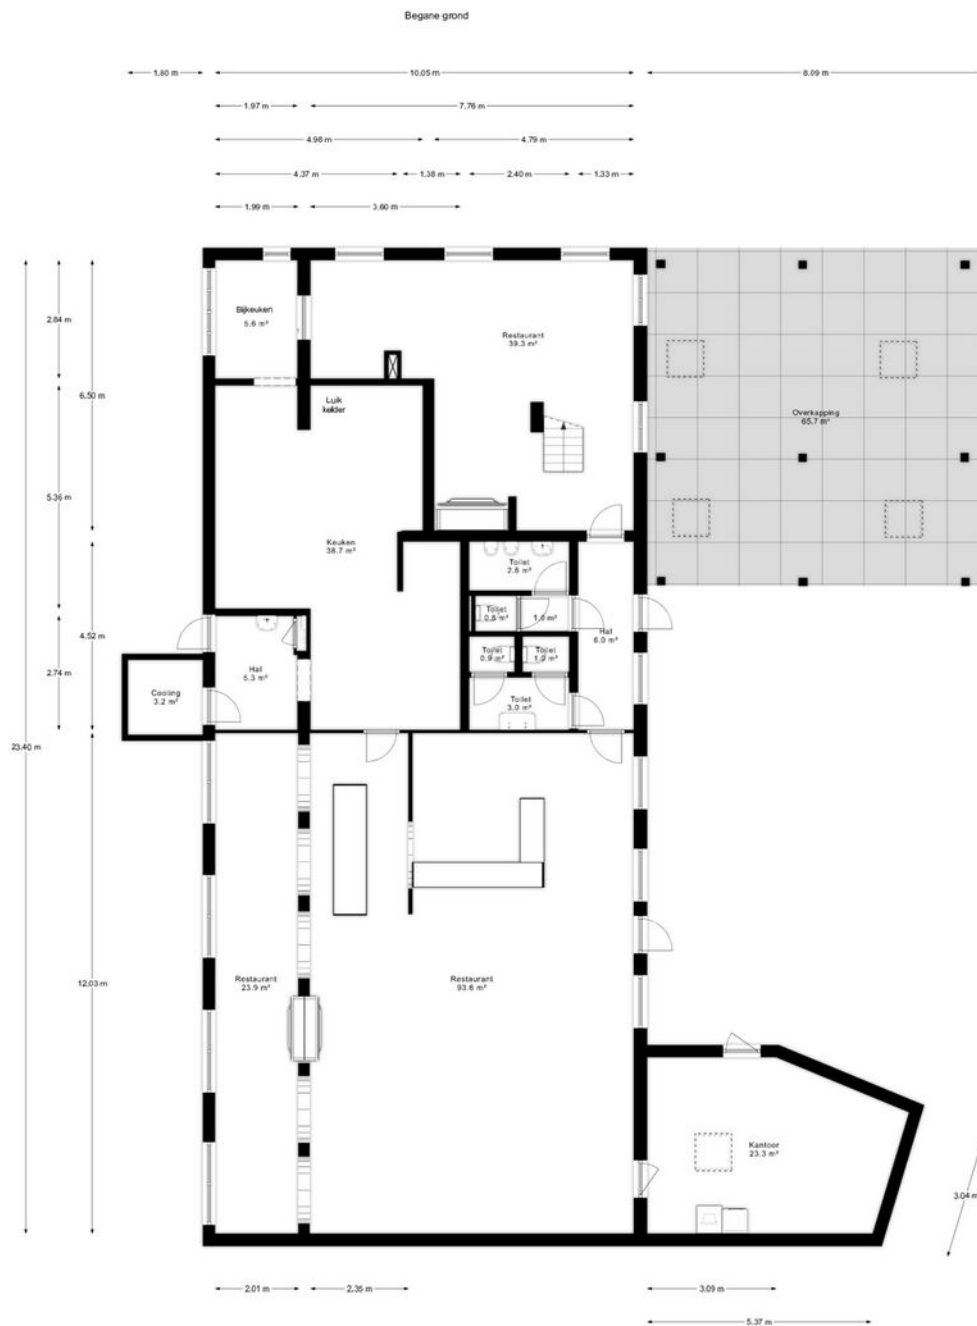 Begane grond
1.80 m
10.05 m
8.09 m
1.97 m
7.76 m
4.98 m
4.79 m
4.37 m
1.38 m
2.40 m
1.33 m
1.99 m
3.60 m
2.84 m
6.50 m
5.36 m
4.52 m
2.74 m
23.40 m
12.03 m
Bijkeuken
5.6 m²
Restaurant
39.3 m²
Luik
kelder
Overkapping
65.7 m²
Keuken
38.7 m²
Toilet
2.8 m²
Toilet
0.8 m²
1.0 m²
Hal
6.0 m²
Toilet
0.9 m²
Toilet
1.0 m²
Hal
5.3 m²
Toilet
3.0 m²
Cooling
3.2 m²
Restaurant
23.9 m²
Restaurant
93.6 m²
Kantoor
23.3 m²
3.04 m
2.01 m
2.35 m
3.09 m
5.37 m